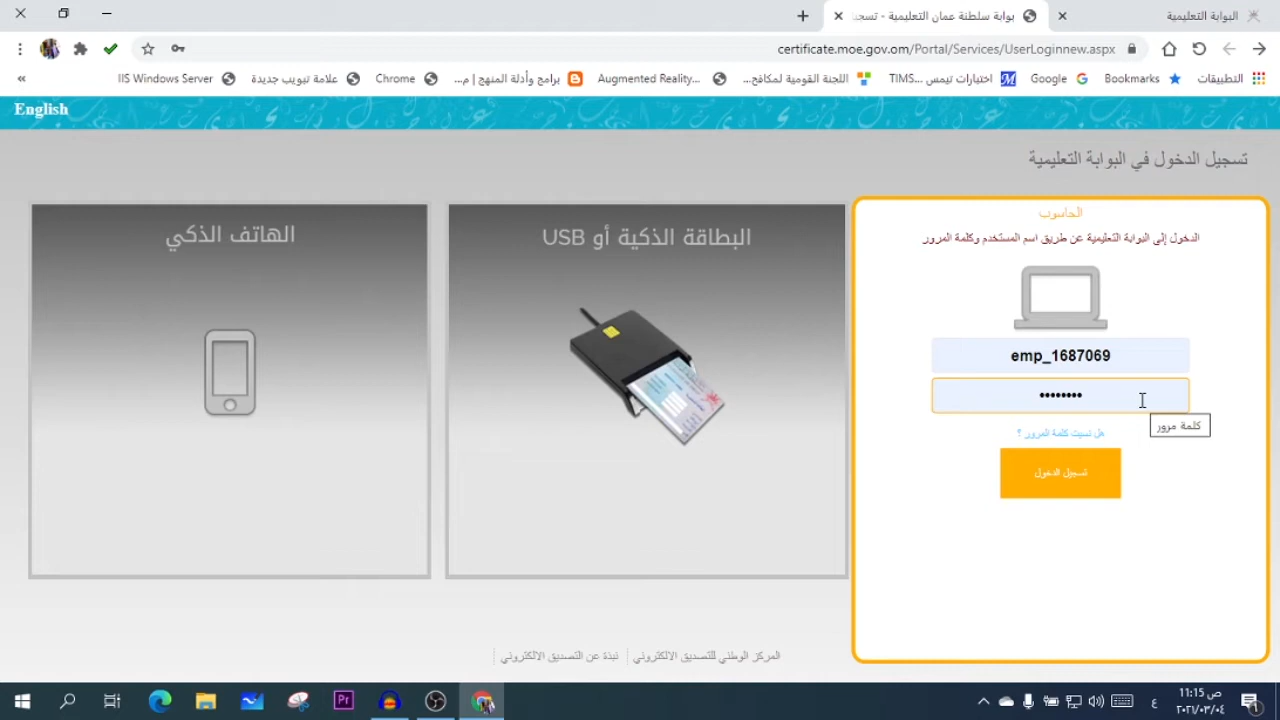 البوابة التعليمية
بوابة سلطنة عمان التعليمية - تسجيل
certificate.moe.gov.om/Portal/Services/UserLoginnew.aspx
التطبيقات
Bookmarks
Google
اختبارات تيمس TIMS...
اللجنة القومية لمكافح...
Augmented Reality...
برامج وأدلة المنهج | م...
Chrome
علامة تبويب جديدة
IIS Windows Server
»
English
تسجيل الدخول في البوابة التعليمية
الحاسوب
الدخول إلى البوابة التعليمية عن طريق اسم المستخدم وكلمة المرور
emp_1687069
••••••••
كلمة مرور
هل نسيت كلمة المرور ؟
تسجيل الدخول
البطاقة الذكية أو USB
الهاتف الذكي
المركز الوطني للتصديق الالكتروني
نبذة عن التصديق الالكتروني
ع
11:15 ص
٢٠٢١/٠٣/٠٤
1